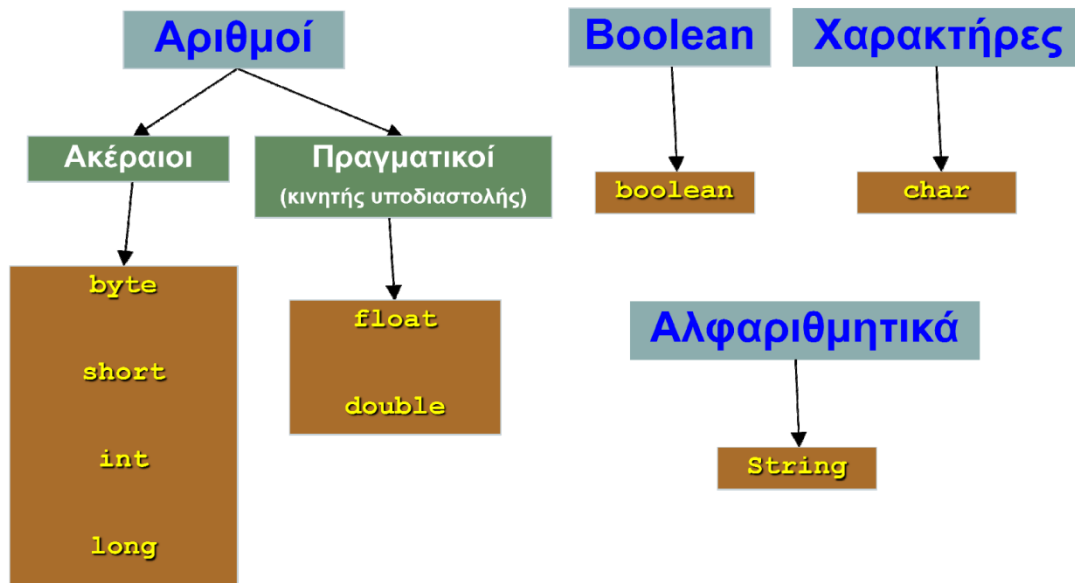 Αριθμοί
Boolean
Χαρακτήρες
Ακέραιοι
Πραγματικοί
(κινητής υποδιαστολής)
boolean
char
byte
short
int
long
float
double
Αλφαριθμητικά
String